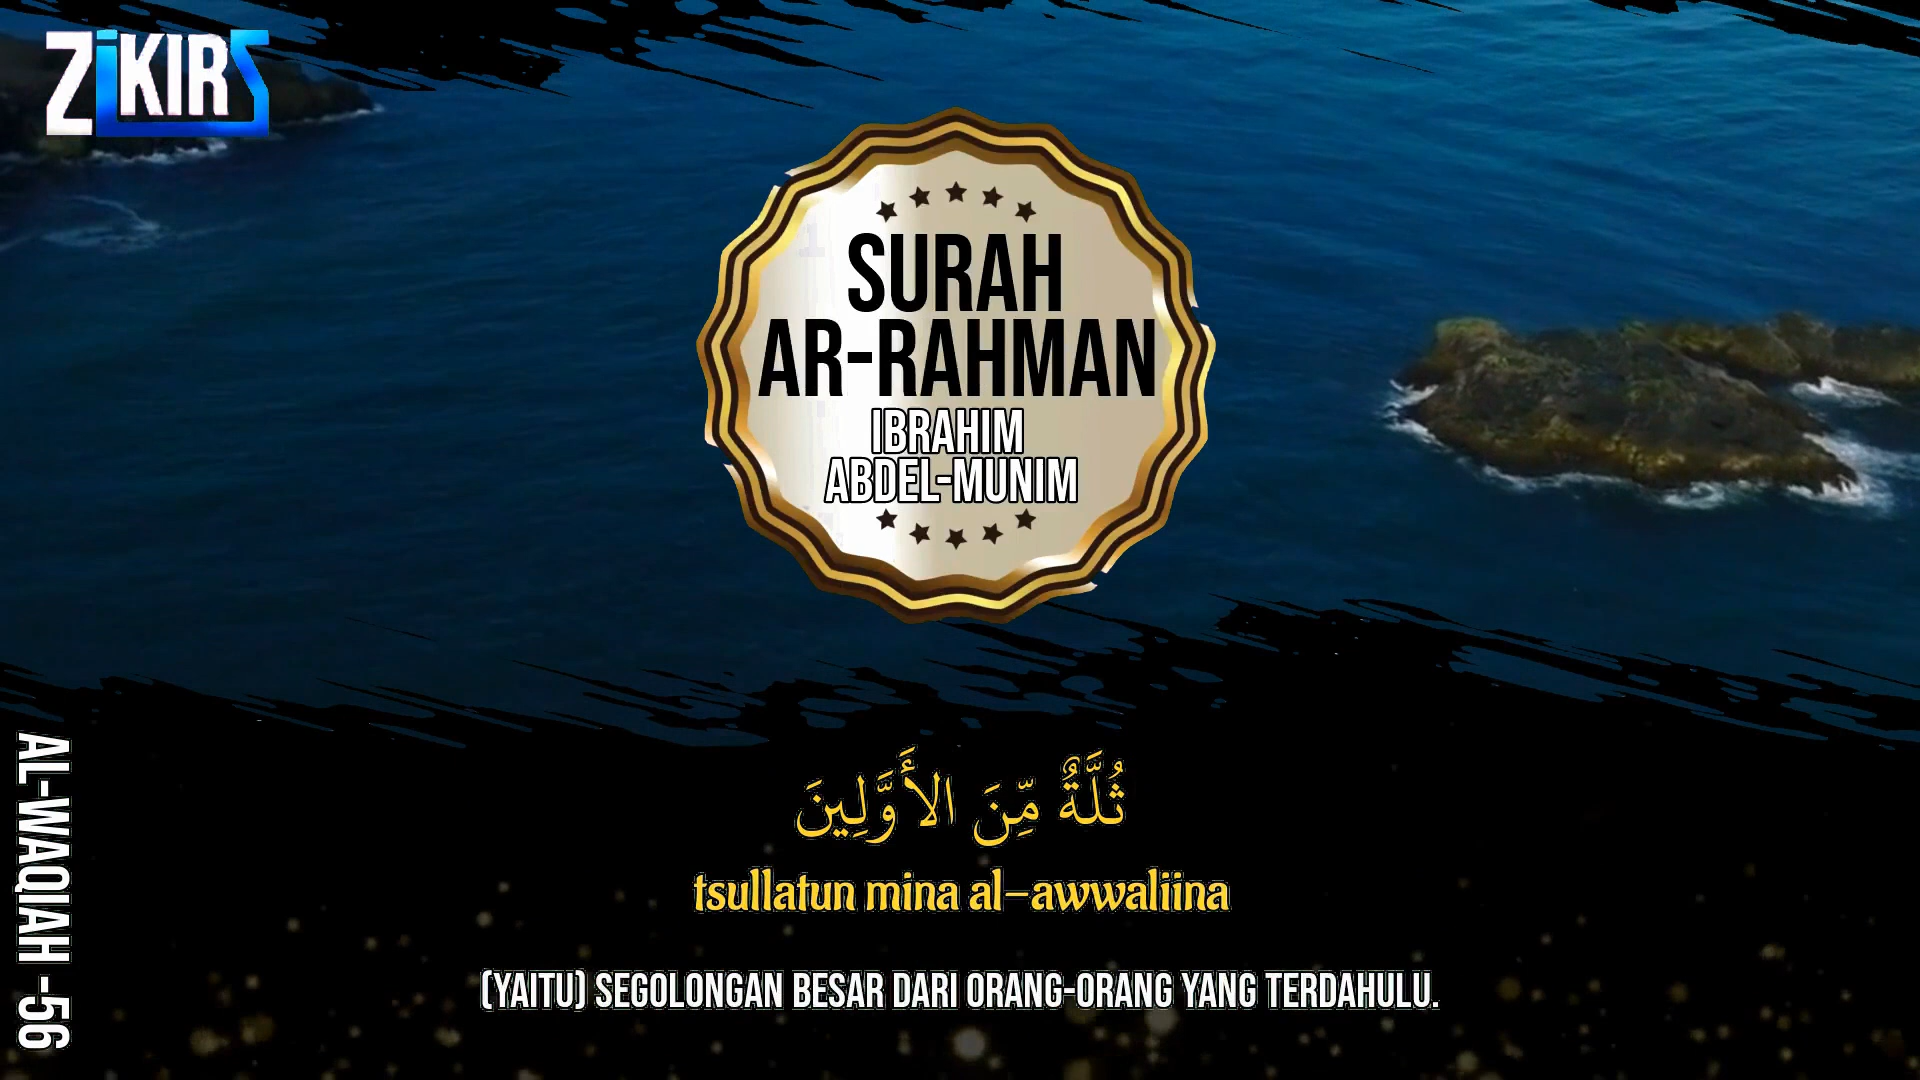 ZIKIRS
SURAH
AR-RAHMAN
IBRAHIM
ABDEL-MUNIM
ثُلَّةٌ مِّنَ الأَوَّلِينَ
tsullatun mina al-awwaliina
(YAITU) SEGOLONGAN BESAR DARI ORANG-ORANG YANG TERDAHULU.
AL-WAQIAH -56